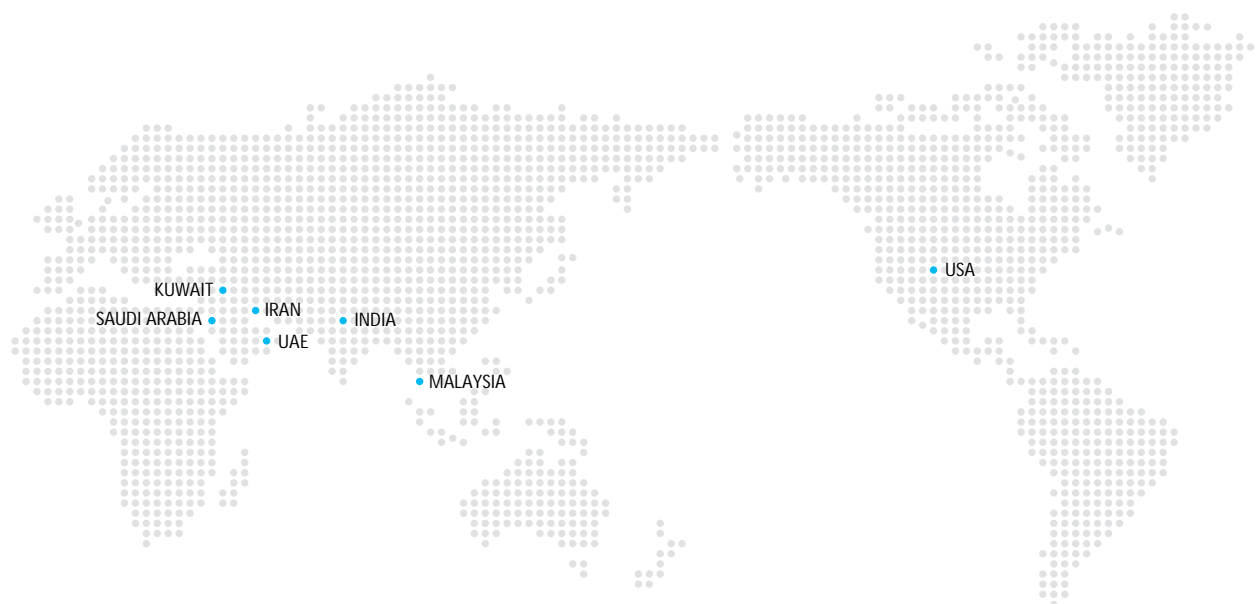 USA
KUWAIT
IRAN
SAUDI ARABIA
INDIA
UAE
MALAYSIA